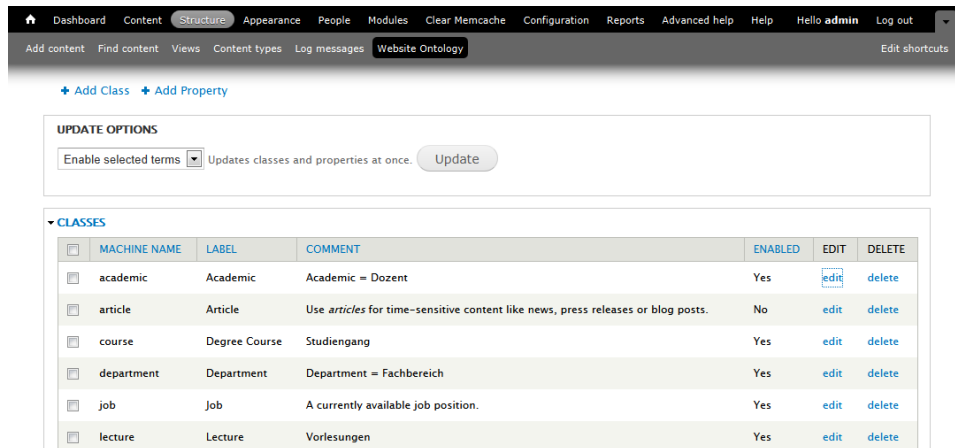 Dashboard Content Structure Appearance People Modules Clear Memcache Configuration Reports Advanced help Help Hello admin Log out
Add content Find content Views Content types Log messages Website Ontology Edit shortcuts
+ Add Class + Add Property
UPDATE OPTIONS
Enable selected terms Updates classes and properties at once. Update
CLASSES
MACHINE NAME LABEL COMMENT ENABLED EDIT DELETE
academic Academic Academic = Dozent Yes edit delete
article Article Use articles for time-sensitive content like news, press releases or blog posts. No edit delete
course Degree Course Studiengang Yes edit delete
department Department Department = Fachbereich Yes edit delete
job Job A currently available job position. Yes edit delete
lecture Lecture Vorlesungen Yes edit delete